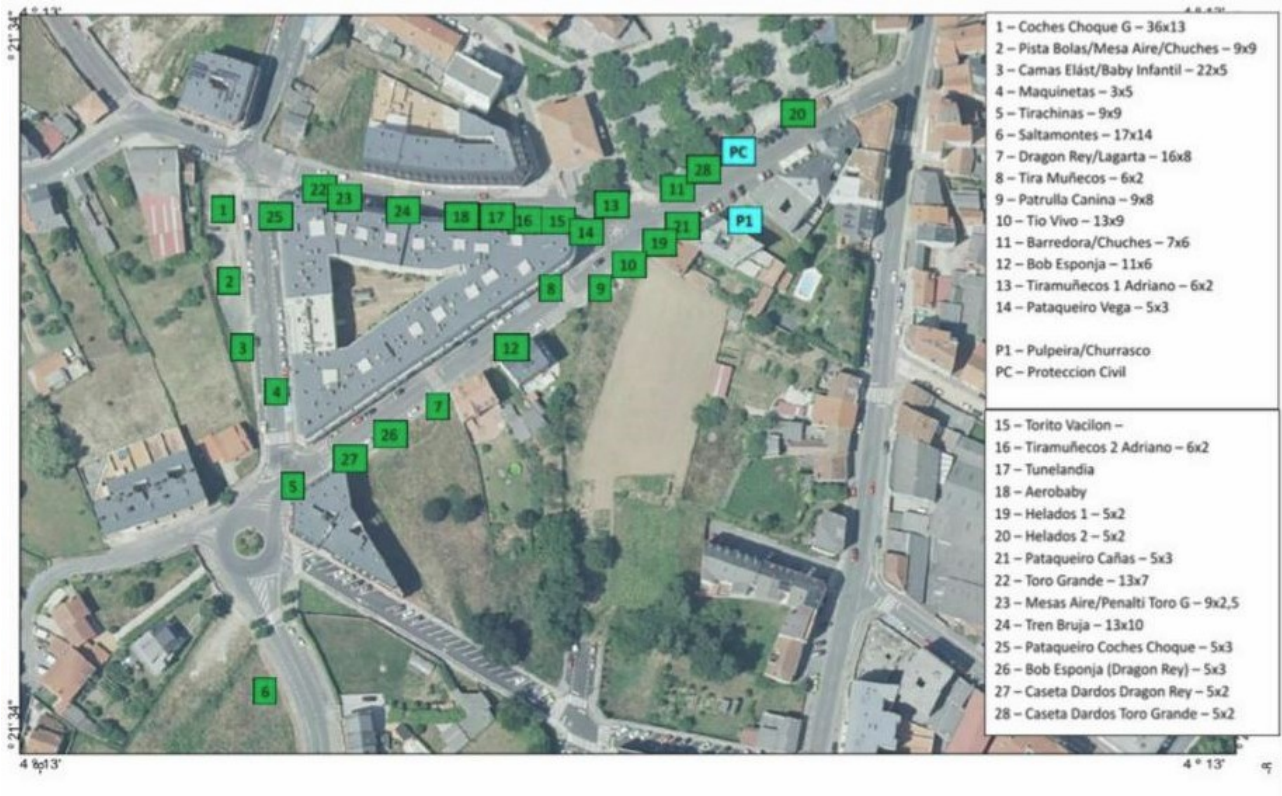 4 º 13'
4 º 13'
º 21' 34"
1 – Coches Choque G – 36x13
2 – Pista Bolas/Mesa Aire/Chuches – 9x9
3 – Camas Elást/Baby Infantil – 22x5
4 – Maquinetas – 3x5
5 – Tirachinas – 9x9
6 – Saltamontes – 17x14
7 – Dragon Rey/Lagarta – 16x8
8 – Tira Muñecos – 6x2
9 – Patrulla Canina – 9x8
10 – Tio Vivo – 13x9
11 – Barredora/Chuches – 7x6
12 – Bob Esponja – 11x6
13 – Tiramuñecos 1 Adriano – 6x2
14 – Pataqueiro Vega – 5x3
P1 – Pulpeira/Churrasco
PC – Proteccion Civil
15 – Torito Vacilon –
16 – Tiramuñecos 2 Adriano – 6x2
17 – Tunelandia
18 – Aerobaby
19 – Helados 1 – 5x2
20 – Helados 2 – 5x2
21 – Pataqueiro Cañas – 5x3
22 – Toro Grande – 13x7
23 – Mesas Aire/Penalti Toro G – 9x2,5
24 – Tren Bruja – 13x10
25 – Pataqueiro Coches Choque – 5x3
26 – Bob Esponja (Dragon Rey) – 5x3
27 – Caseta Dardos Dragon Rey – 5x2
28 – Caseta Dardos Toro Grande – 5x2
20
PC
28
11
22
23
13
1
25
24
18
17
16
15
14
21
P1
19
10
2
8
9
3
12
4
7
26
27
5
6
º 21' 34"
4 º 13'
4 º 13'